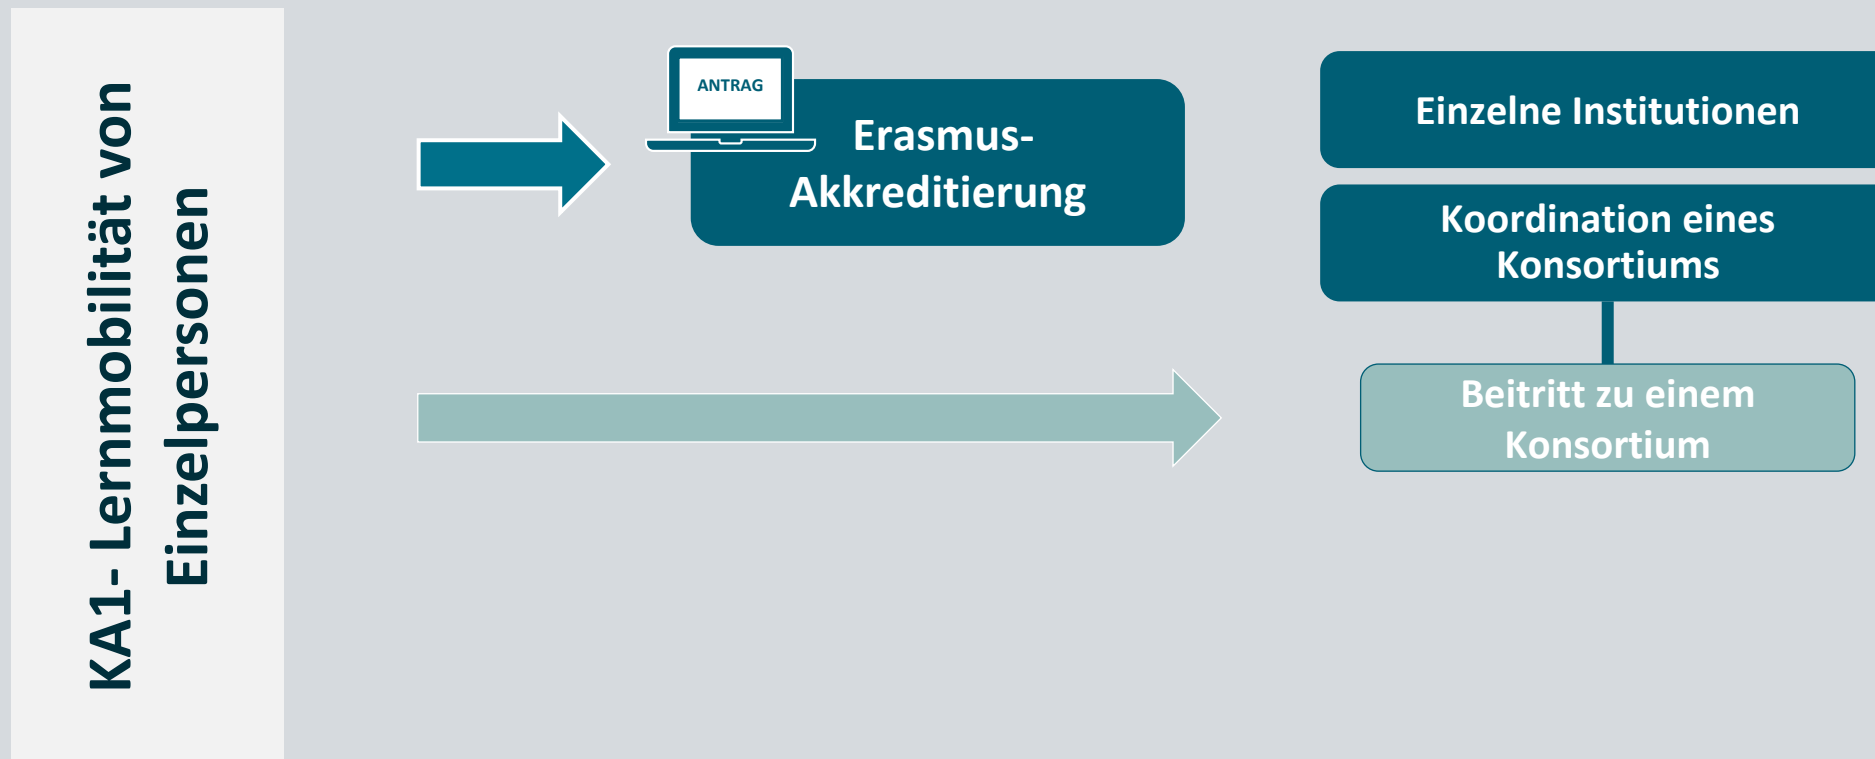 KA1- Lernmobilität von
Einzelpersonen
ANTRAG
Erasmus-
Akkreditierung
Einzelne Institutionen
Koordination eines
Konsortiums
Beitritt zu einem
Konsortium